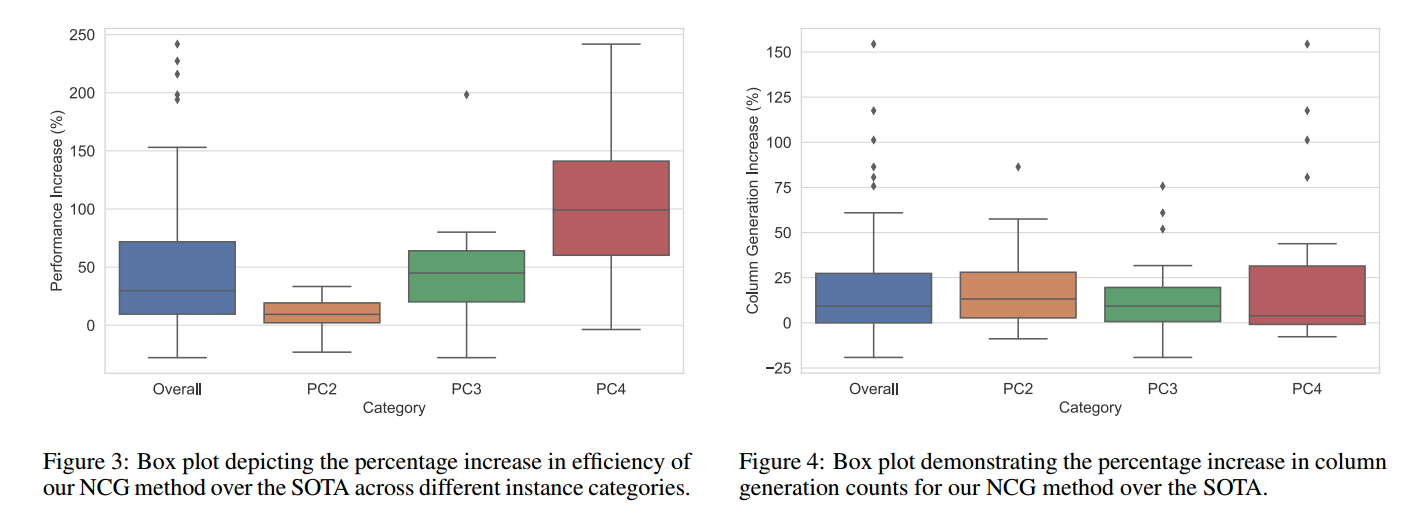 250
200
150
100
50
0
Performance Increase (%)
Overall
PC2
PC3
PC4
Category
150
125
100
75
50
25
0
−25
Column Generation Increase (%)
Overall
PC2
PC3
PC4
Category
Figure 3: Box plot depicting the percentage increase in efficiency of
our NCG method over the SOTA across different instance categories.
Figure 4: Box plot demonstrating the percentage increase in column
generation counts for our NCG method over the SOTA.